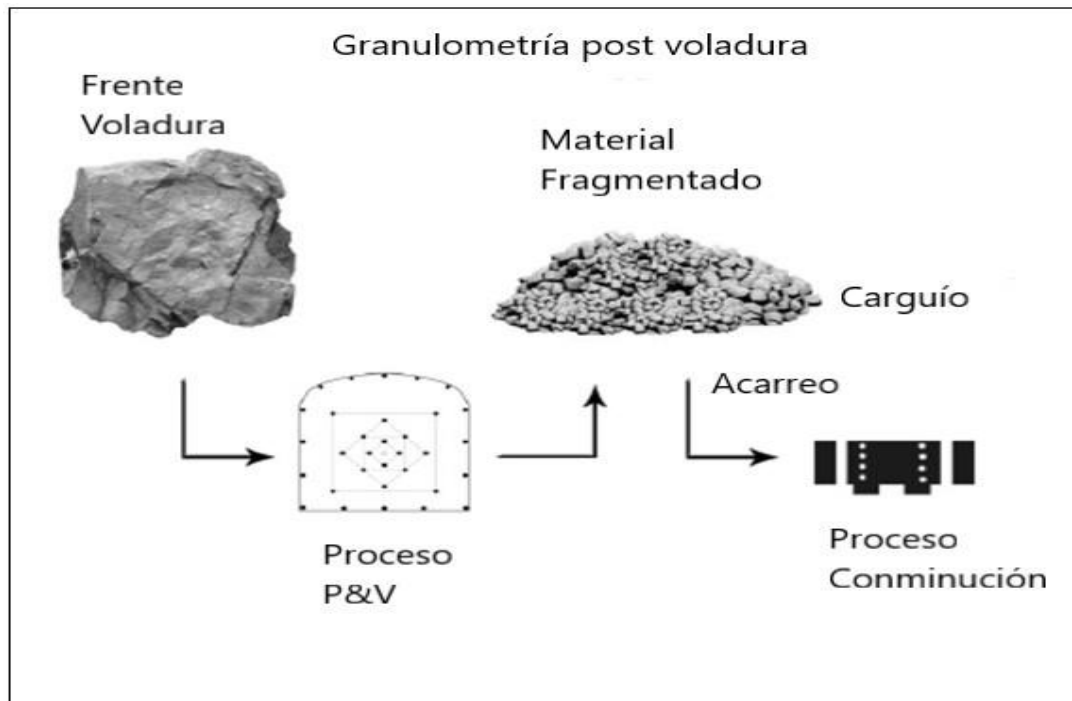 Granulometría post voladura
Frente
Voladura
Material
Fragmentado
Carguío
Acarreo
Proceso
P&V
Proceso
Conminución